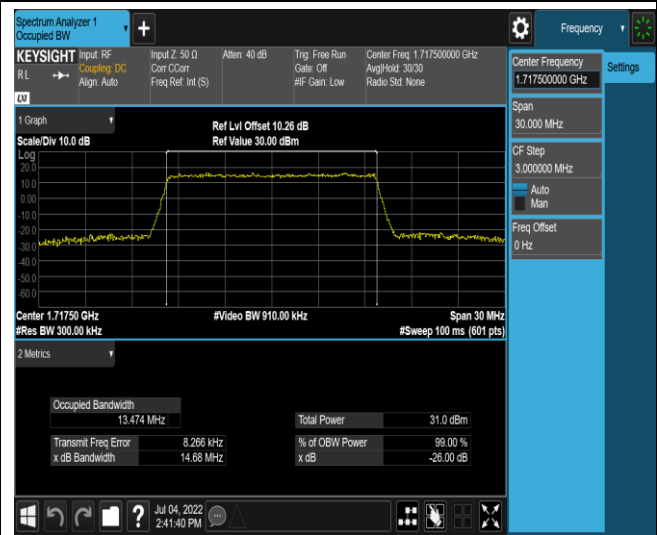 Spectrum Analyzer 1
Occupied BW
+
Frequency
KEYSIGHT
RL
LXI
Input: RF
Coupling: DC
Align: Auto
Input Z: 50 Ω
Corr CCorr
Freq Ref: Int (S)
Atten: 40 dB
Trig: Free Run
Gate: Off
#IF Gain: Low
Center Freq: 1.717500000 GHz
Avg|Hold: 30/30
Radio Std: None
Center Frequency
1.717500000 GHz
Settings
Span
30.000 MHz
CF Step
3.000000 MHz
Auto
Man
Freq Offset
0 Hz
1 Graph
Scale/Div 10.0 dB
Ref Lvl Offset 10.26 dB
Ref Value 30.00 dBm
Log
20.0
10.0
0.00
-10.0
-20.0
-30.0
-40.0
-50.0
-60.0
Center 1.71750 GHz
#Video BW 910.00 kHz
Span 30 MHz
#Res BW 300.00 kHz
#Sweep 100 ms (601 pts)
2 Metrics
Occupied Bandwidth
13.474 MHz
Total Power 31.0 dBm
Transmit Freq Error 8.266 kHz
% of OBW Power 99.00 %
x dB Bandwidth 14.68 MHz
x dB -26.00 dB
?
Jul 04, 2022
2:41:40 PM